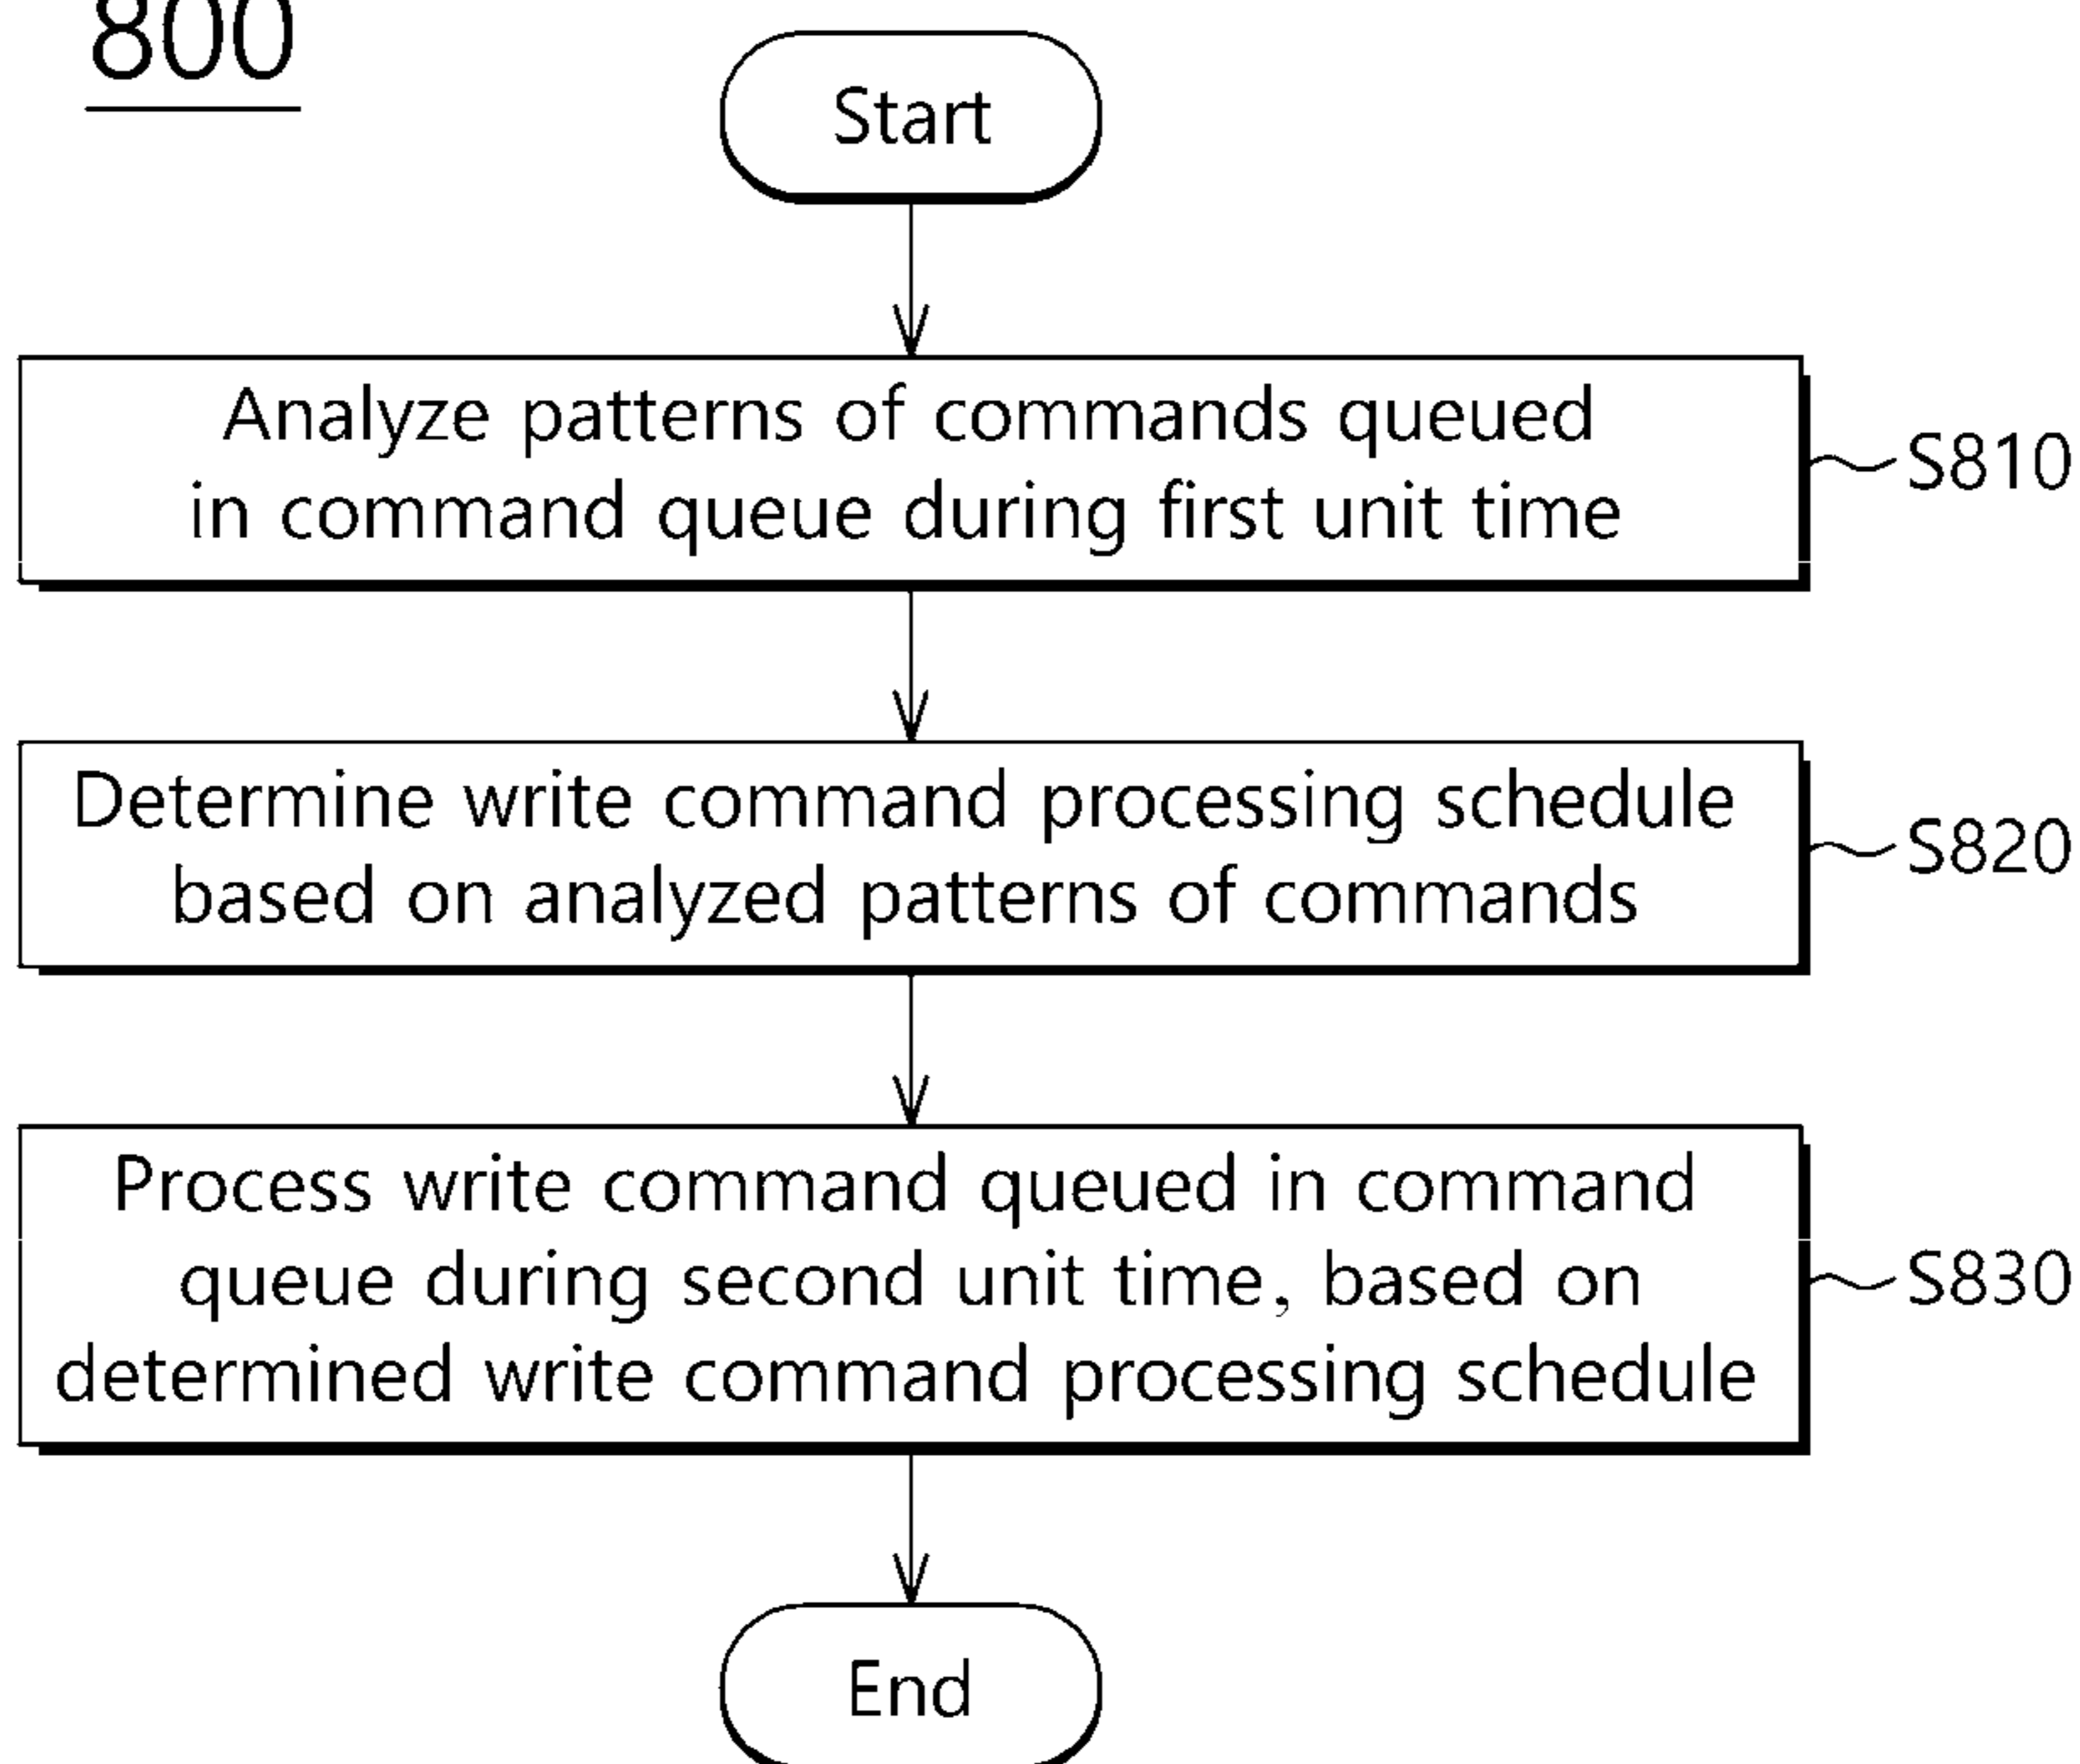 800
Start
Analyze patterns of commands queued
in command queue during first unit time
S810
Determine write command processing schedule
based on analyzed patterns of commands
S820
Process write command queued in command
queue during second unit time, based on
determined write command processing schedule
S830
End